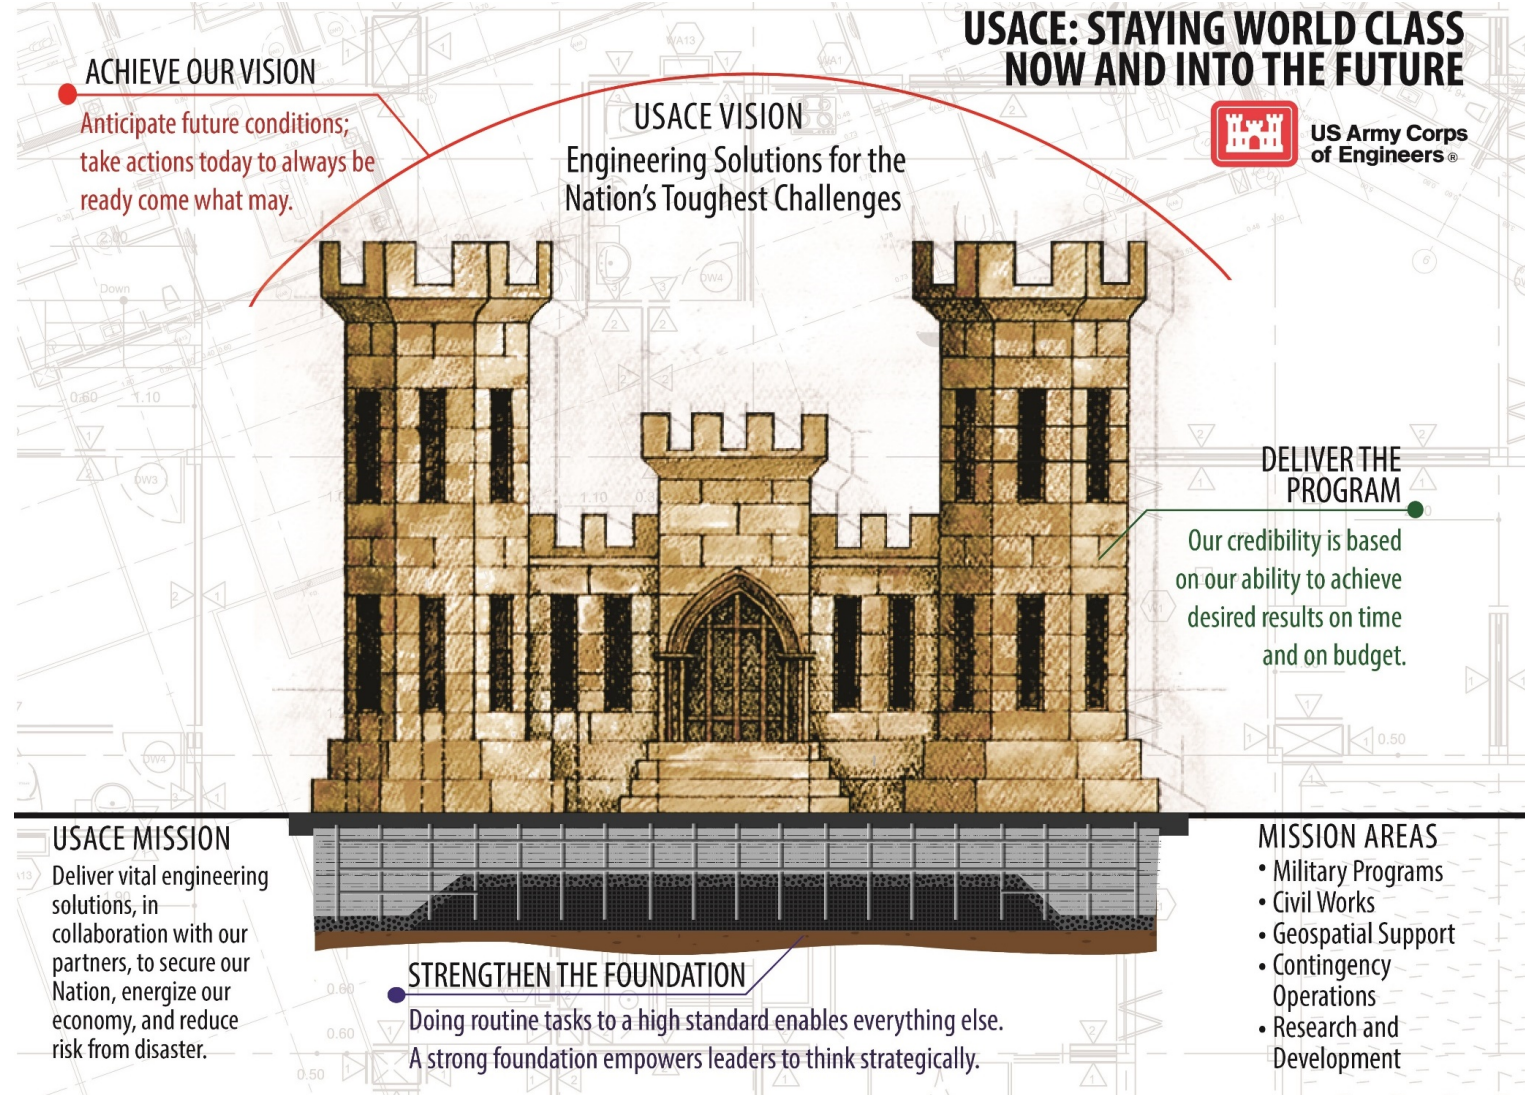 USACE: STAYING WORLD CLASS
NOW AND INTO THE FUTURE
US Army Corps
of Engineers ®
ACHIEVE OUR VISION
Anticipate future conditions;
take actions today to always be
ready come what may.
USACE VISION
Engineering Solutions for the
Nation's Toughest Challenges
DELIVER THE
PROGRAM
Our credibility is based
on our ability to achieve
desired results on time
and on budget.
USACE MISSION
Deliver vital engineering
solutions, in
collaboration with our
partners, to secure our
Nation, energize our
economy, and reduce
risk from disaster.
STRENGTHEN THE FOUNDATION
Doing routine tasks to a high standard enables everything else.
A strong foundation empowers leaders to think strategically.
MISSION AREAS
• Military Programs
• Civil Works
• Geospatial Support
• Contingency
Operations
• Research and
Development